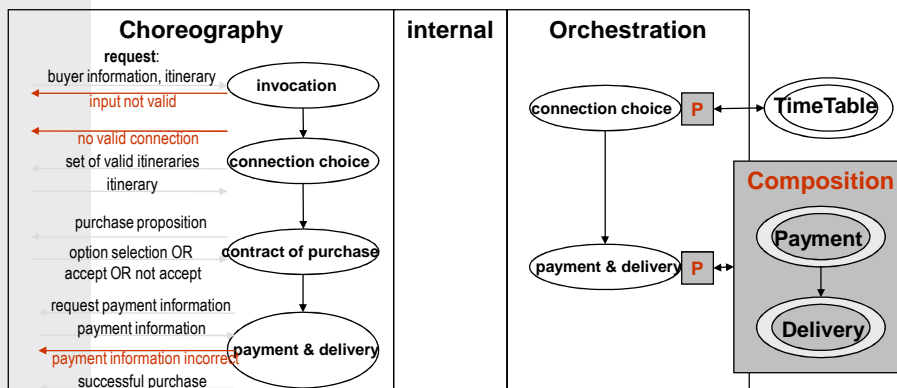 Choreography
internal
Orchestration
request:
buyer information, itinerary
input not valid
invocation
no valid connection
set of valid itineraries
itinerary
connection choice
purchase proposition
option selection OR
accept OR not accept
contract of purchase
request payment information
payment information
payment information incorrect
successful purchase
payment & delivery
connection choice
P
TimeTable
payment & delivery
P
Composition
Payment
Delivery